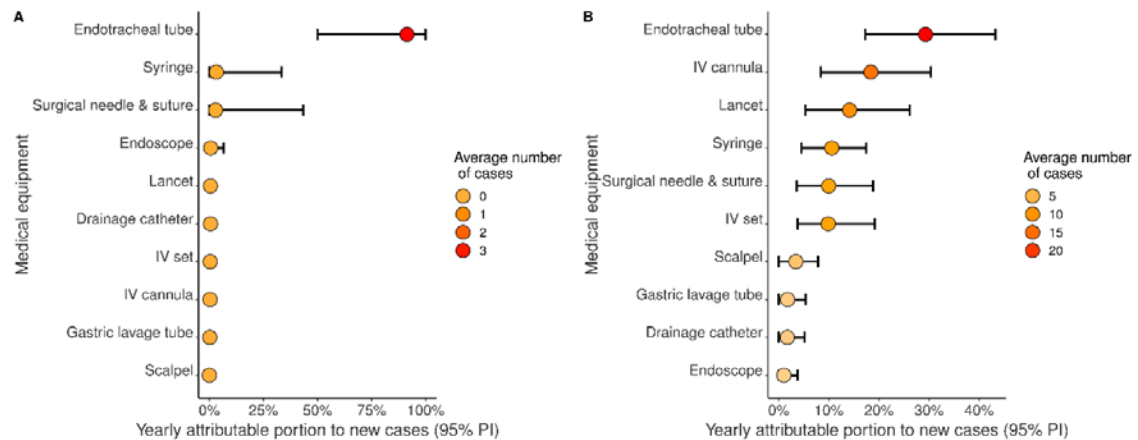 A
Medical equipment
Endotracheal tube
Syringe
Surgical needle & suture
Endoscope
Lancet
Drainage catheter
IV set
IV cannula
Gastric lavage tube
Scalpel
0%
25%
50%
75%
100%
Yearly attributable portion to new cases (95% PI)
Average number
of cases
0
1
2
3
B
Medical equipment
Endotracheal tube
IV cannula
Lancet
Syringe
Surgical needle & suture
IV set
Scalpel
Gastric lavage tube
Drainage catheter
Endoscope
0%
10%
20%
30%
40%
Yearly attributable portion to new cases (95% PI)
Average number
of cases
5
10
15
20